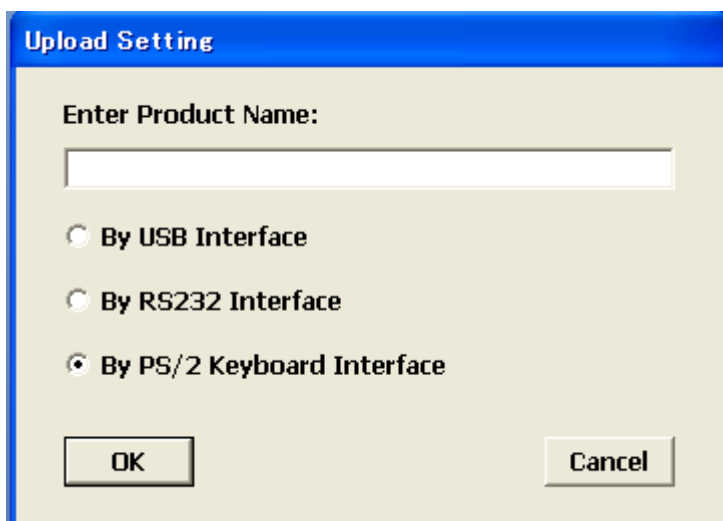 Upload Setting
Enter Product Name:
By USB Interface
By RS232 Interface
By PS/2 Keyboard Interface
OK Cancel